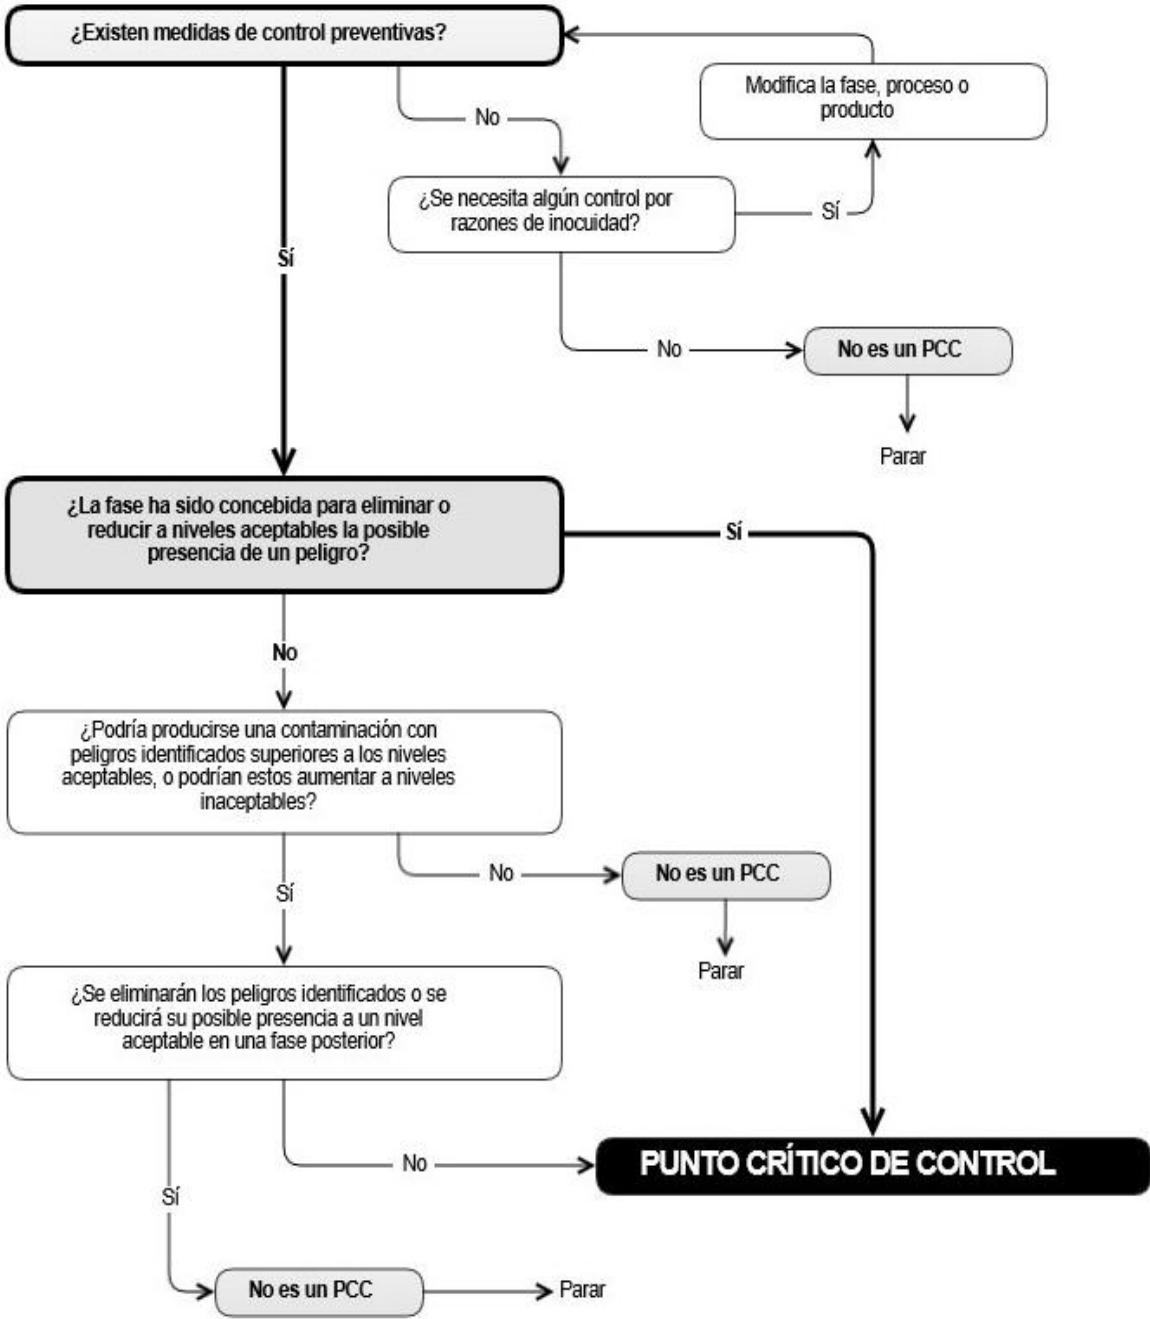 ¿Existen medidas de control preventivas?
Modifica la fase, proceso o
producto
No
¿Se necesita algún control por
razones de inocuidad?
Sí
Sí
No
No es un PCC
Parar
¿La fase ha sido concebida para eliminar o
reducir a niveles aceptables la posible
presencia de un peligro?
Sí
No
¿Podría producirse una contaminación con
peligros identificados superiores a los niveles
aceptables, o podrían estos aumentar a niveles
inaceptables?
No
No es un PCC
Sí
Parar
¿Se eliminarán los peligros identificados o se
reducirá su posible presencia a un nivel
aceptable en una fase posterior?
No
PUNTO CRÍTICO DE CONTROL
Sí
No es un PCC
Parar